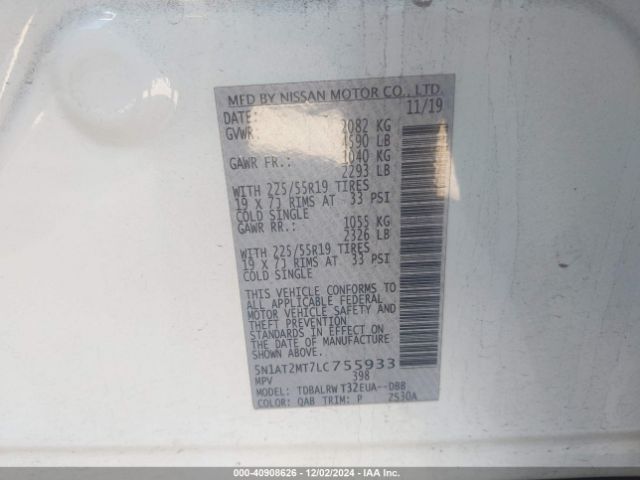 MFD BY NISSAN MOTOR CO., LTD.
DATE: 11/19
GVWR: 2082 KG
4590 LB
GAWR FR.: 1040 KG
2293 LB
WITH 225/55R19 TIRES
19 X 7J RIMS AT 33 PSI
COLD SINGLE
GAWR RR.: 1055 KG
2326 LB
WITH 225/55R19 TIRES
19 X 7J RIMS AT 33 PSI
COLD SINGLE
THIS VEHICLE CONFORMS TO
ALL APPLICABLE FEDERAL
MOTOR VEHICLE SAFETY AND
THEFT PREVENTION
STANDARDS IN EFFECT ON
THE DATE OF MANUFACTURE
SHOWN ABOVE.
5N1AT2MT7LC755933
MPV 398
MODEL: TDBALRW T32EUA--DBB
COLOR: QAB TRIM: P 2S30A
000-40908626 - 12/02/2024 - IAA Inc.